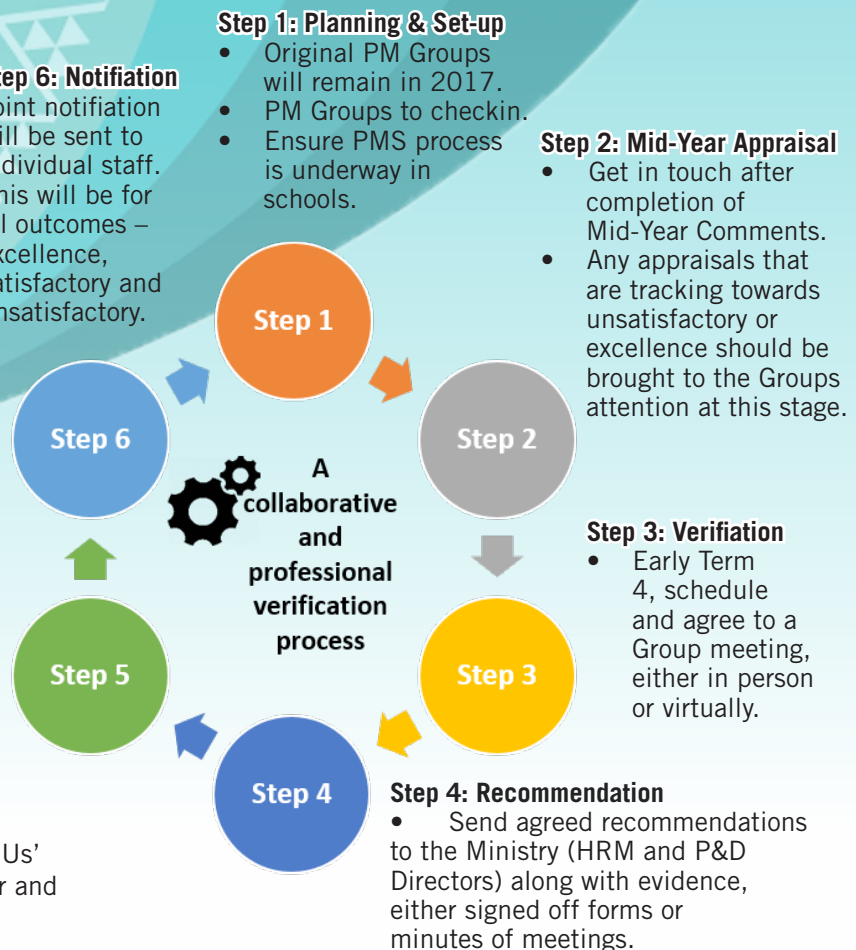 Step 1: Planning & Set-up
• Original PM Groups
will remain in 2017.
• PM Groups to checkin.
• Ensure PMS process
is underway in
schools.
Step 2: Mid-Year Appraisal
• Get in touch after
completion of
Mid-Year Comments.
• Any appraisals that
are tracking towards
unsatisfactory or
excellence should be
brought to the Groups
attention at this stage.
Step 3: Verifiation
• Early Term
4, schedule
and agree to a
Group meeting,
either in person
or virtually.
Step 4: Recommendation
• Send agreed recommendations
to the Ministry (HRM and P&D
Directors) along with evidence,
either signed off forms or
minutes of meetings.
Us’
r and
tep 6: Notifiation
oint notifiation
ill be sent to
dividual staff.
his will be for
l outcomes –
xcellence,
atisfactory and
nsatisfactory.
Step 1
Step 2
Step 3
Step 4
Step 5
Step 6
A
collaborative
and
professional
verification
process